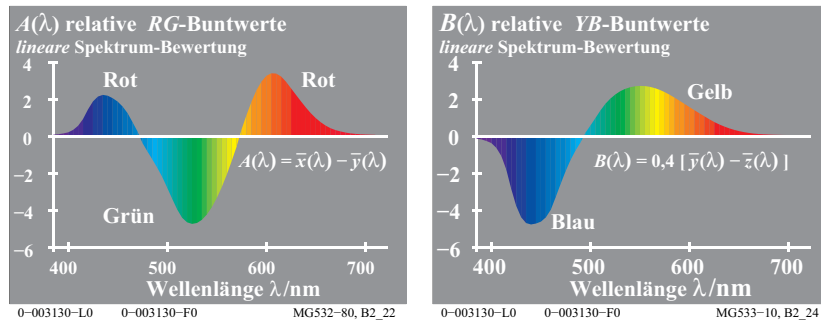 A(λ) relative RG-Buntwerte
lineare Spektrum-Bewertung
4
2
0
−2
−4
−6
Rot
Rot
A(λ) = x̅(λ) − y̅(λ)
Grün
400 500 600 700
Wellenlänge λ/nm
0−003130−L0 0−003130−F0 MG532−80, B2_22
B(λ) relative YB-Buntwerte
lineare Spektrum-Bewertung
4
2
0
−2
−4
−6
Gelb
B(λ) = 0,4 [ y̅(λ) − z̅(λ) ]
Blau
400 500 600 700
Wellenlänge λ/nm
0−003130−L0 0−003130−F0 MG533−10, B2_24